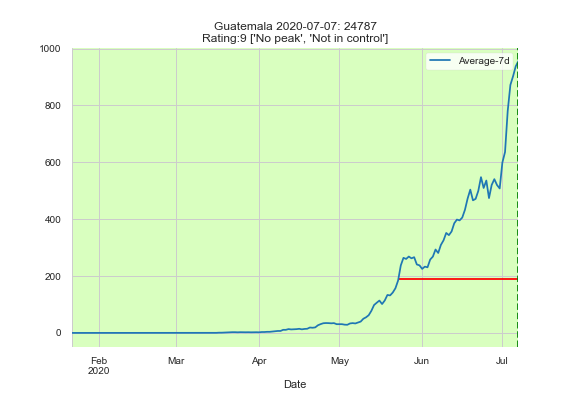 Guatemala 2020-07-07: 24787
Rating:9 ['No peak', 'Not in control']
Average-7d
1000
800
600
400
200
0
Feb Mar Apr May Jun Jul
2020
Date